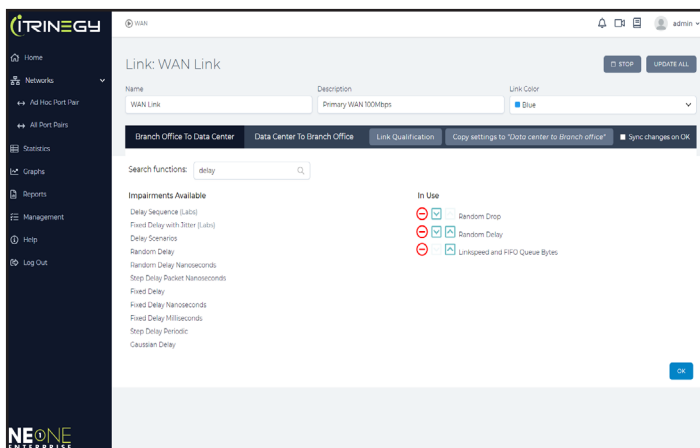 iTRINEGY
WAN
admin
Home
Networks
Ad Hoc Port Pair
All Port Pairs
Statistics
Graphs
Reports
Management
Help
Log Out
NEONE
ENTERPRISE
Link: WAN Link
STOP
UPDATE ALL
Name
Description
Link Color
WAN Link
Primary WAN 100Mbps
Blue
Branch Office To Data Center
Data Center To Branch Office
Link Qualification
Copy settings to "Data center to Branch office"
Sync changes on OK
Search functions:
delay
Impairments Available
In Use
Delay Sequence (Labs)
Fixed Delay with Jitter (Labs)
Delay Scenarios
Random Delay
Random Delay Nanoseconds
Step Delay Packet Nanoseconds
Fixed Delay
Fixed Delay Nanoseconds
Fixed Delay Milliseconds
Step Delay Periodic
Gaussian Delay
Random Drop
Random Delay
Linkspeed and FIFO Queue Bytes
OK